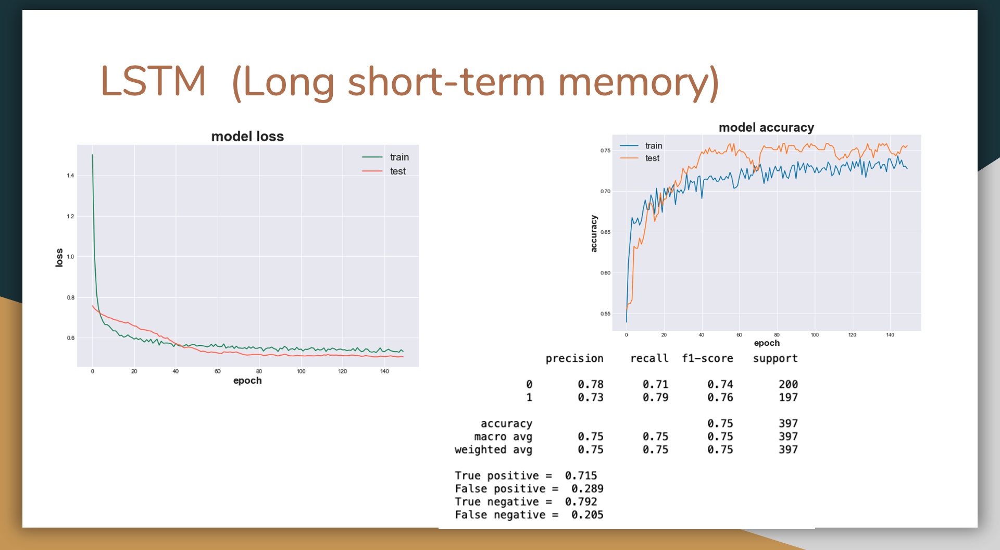 LSTM (Long short-term memory)
model loss
train
test
1.4
1.2
1.0
0.8
0.6
loss
0 20 40 60 80 100 120 140
epoch
model accuracy
train
test
0.75
0.70
0.65
0.60
0.55
accuracy
0 20 40 60 80 100 120 140
epoch
precision recall f1-score support
0 0.78 0.71 0.74 200
1 0.73 0.79 0.76 197
accuracy 0.75 397
macro avg 0.75 0.75 0.75 397
weighted avg 0.75 0.75 0.75 397
True positive = 0.715
False positive = 0.289
True negative = 0.792
False negative = 0.205